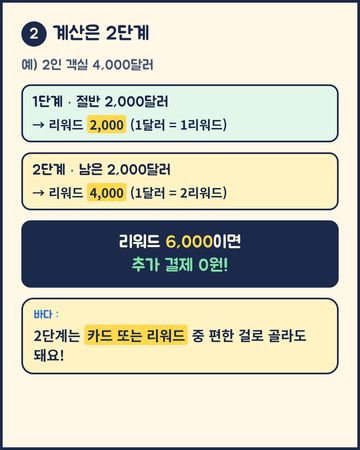 2 계산은 2단계
예) 2인 객실 4,000달러
1단계 · 절반 2,000달러
→ 리워드 2,000 (1달러 = 1리워드)
2단계 · 남은 2,000달러
→ 리워드 4,000 (1달러 = 2리워드)
리워드 6,000이면
추가 결제 0원!
바다 :
2단계는 카드 또는 리워드 중 편한 걸로 골라도
돼요!